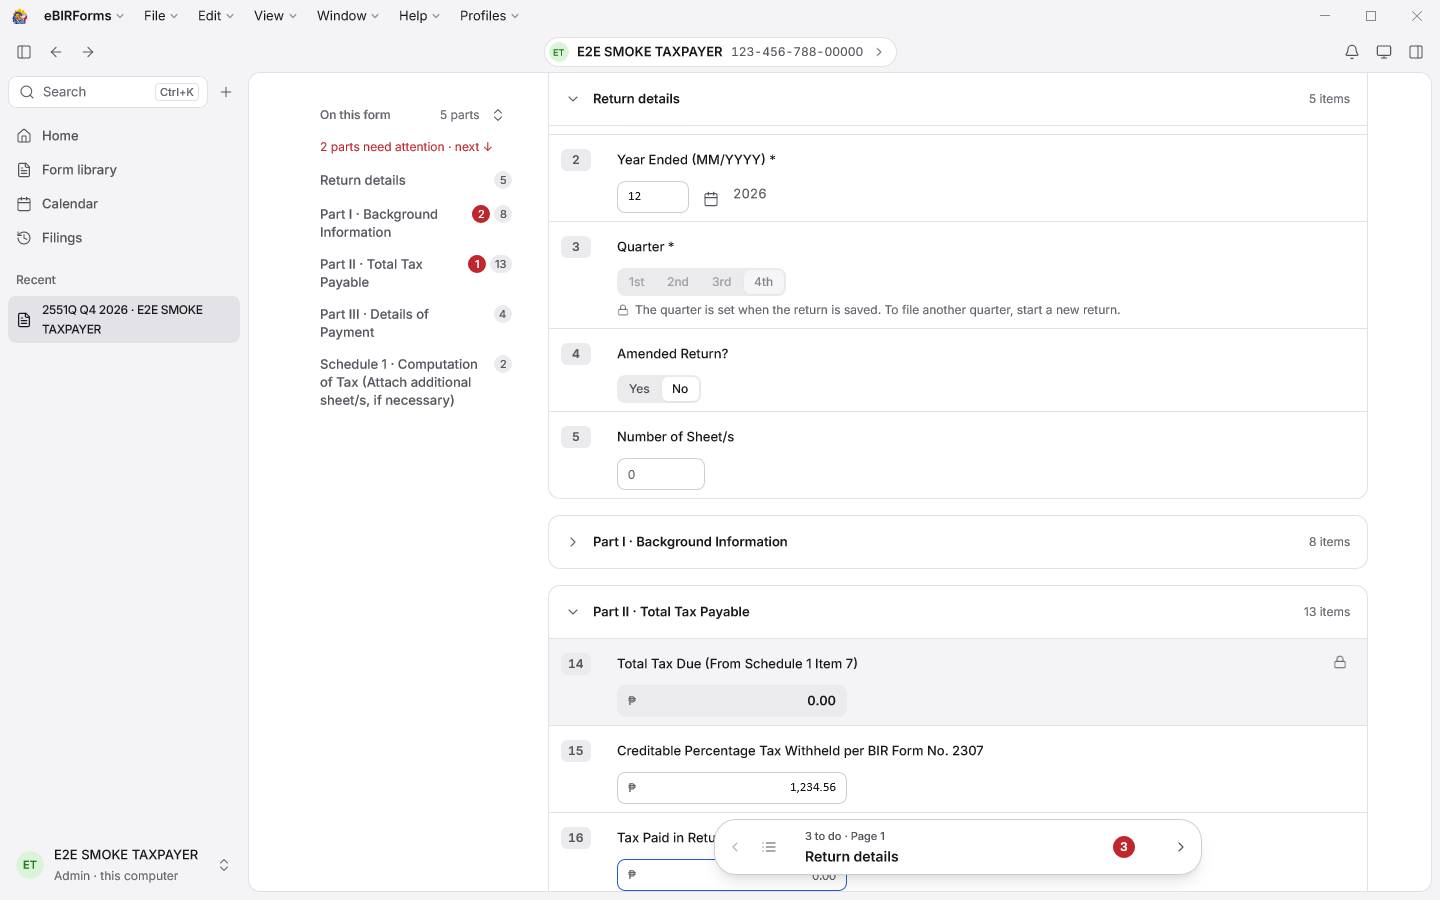 eBIRForms File Edit View Window Help Profiles
ET E2E SMOKE TAXPAYER 123-456-788-00000
Search Ctrl+K
Home
Form library
Calendar
Filings
Recent
2551Q Q4 2026 · E2E SMOKE
TAXPAYER
ET E2E SMOKE TAXPAYER
Admin · this computer
On this form 5 parts
2 parts need attention · next ↓
Return details 5
Part I · Background
Information 2 8
Part II · Total Tax
Payable 1 13
Part III · Details of
Payment 4
Schedule 1 · Computation
of Tax (Attach additional
sheet/s, if necessary) 2
Return details 5 items
2 Year Ended (MM/YYYY) *
12 2026
3 Quarter *
1st 2nd 3rd 4th
The quarter is set when the return is saved. To file another quarter, start a new return.
4 Amended Return?
Yes No
5 Number of Sheet/s
0
Part I · Background Information 8 items
Part II · Total Tax Payable 13 items
14 Total Tax Due (From Schedule 1 Item 7)
₱ 0.00
15 Creditable Percentage Tax Withheld per BIR Form No. 2307
₱ 1,234.56
16 Tax Paid in Retu
₱ 0.00
3 to do · Page 1
Return details 3